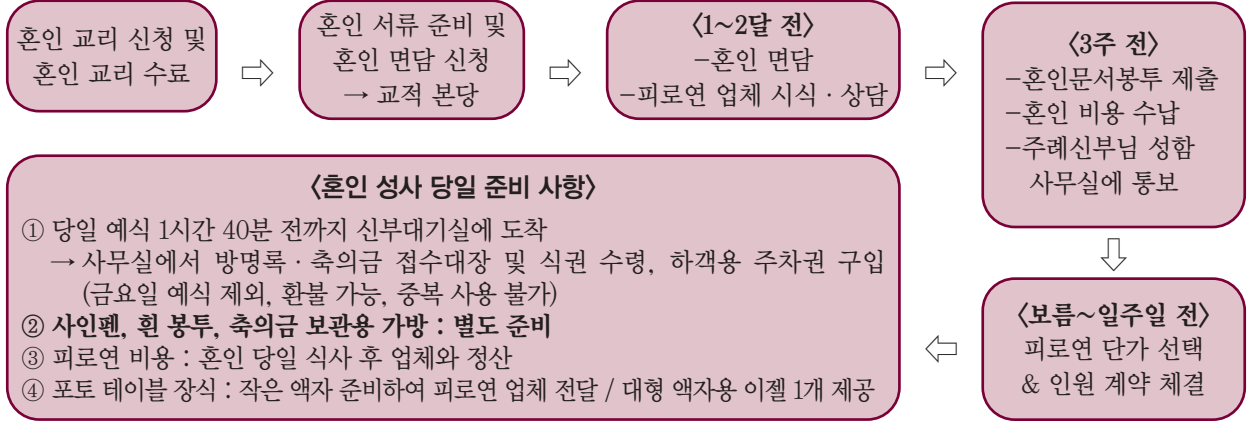 혼인 교리 신청 및
혼인 교리 수료
⇨
혼인 서류 준비 및
혼인 면담 신청
→ 교적 본당
⇨
〈1~2달 전〉
-혼인 면담
-피로연 업체 시식 · 상담
⇨
〈3주 전〉
-혼인문서봉투 제출
-혼인 비용 수납
-주례신부님 성함
사무실에 통보
⇩
〈보름~일주일 전〉
피로연 단가 선택
& 인원 계약 체결
⇦
〈혼인 성사 당일 준비 사항〉
① 당일 예식 1시간 40분 전까지 신부대기실에 도착
→ 사무실에서 방명록 · 축의금 접수대장 및 식권 수령, 하객용 주차권 구입
(금요일 예식 제외, 환불 가능, 중복 사용 불가)
② 사인펜, 흰 봉투, 축의금 보관용 가방 : 별도 준비
③ 피로연 비용 : 혼인 당일 식사 후 업체와 정산
④ 포토 테이블 장식 : 작은 액자 준비하여 피로연 업체 전달 / 대형 액자용 이젤 1개 제공